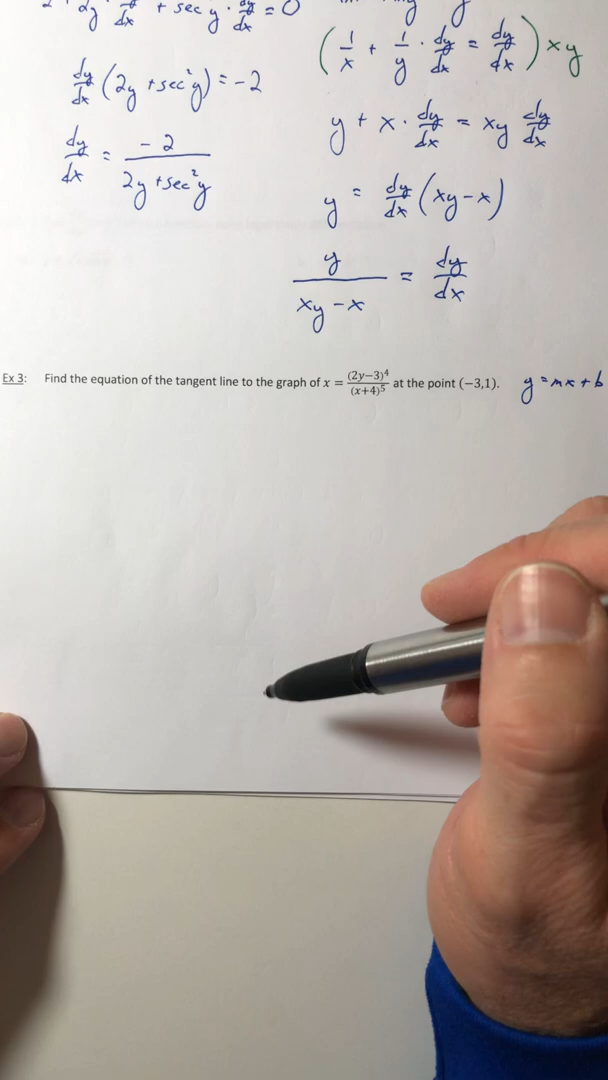 dy/dx + sec y · dy/dx = 0
(1/x + 1/y · dy/dx = dy/dx) xy
dy/dx (2y + sec²y) = -2
y + x · dy/dx = xy dy/dx
dy/dx = -2/(2y + sec²y)
y = dy/dx (xy - x)
y/(xy - x) = dy/dx
Ex 3: Find the equation of the tangent line to the graph of x = (2y−3)⁴/(x+4)⁵ at the point (−3,1). y = mx + b